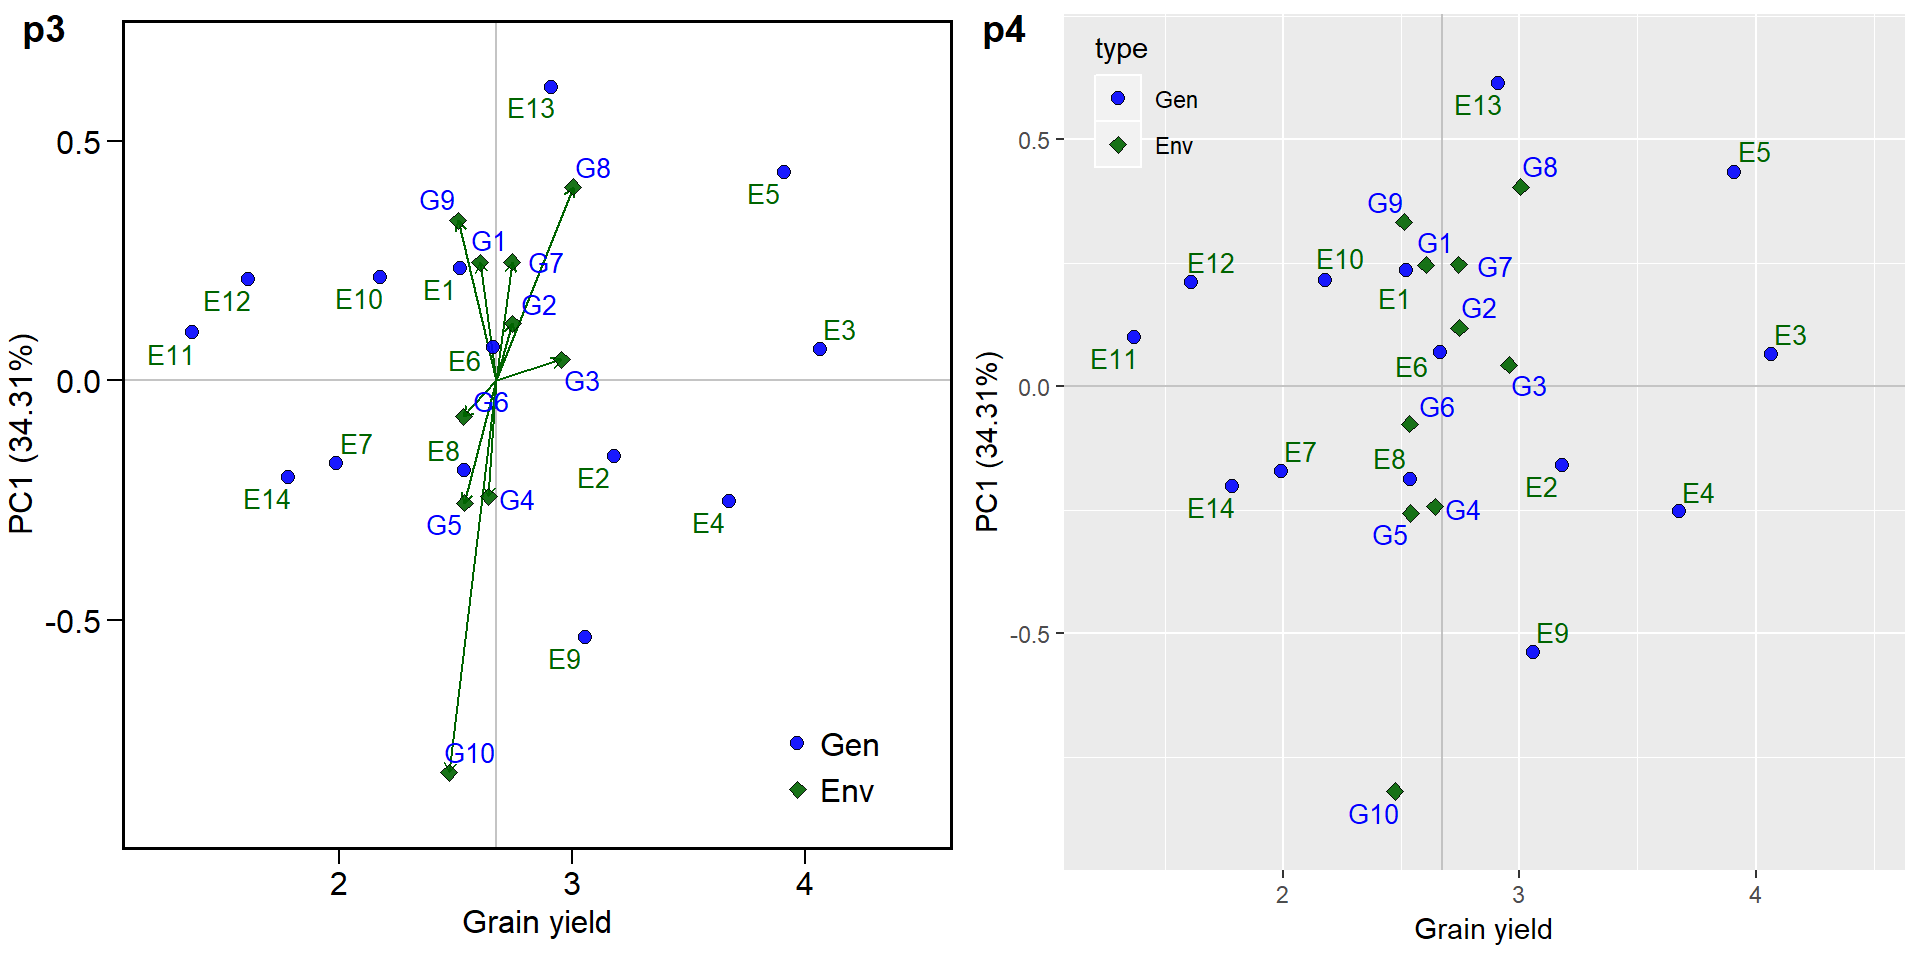 p3
E13
0.5
G8
E5
G9
G1
G7
E12
E10
E1
G2
E3
E11
E6
0.0
G3
G6
E7
E8
E2
E14
G4
G5
E4
-0.5
E9
G10
Gen
Env
2
3
4
Grain yield
PC1 (34.31%)
p4
type
Gen
Env
E13
0.5
E5
G8
G9
G1
E12
E10
G7
E1
G2
E3
E11
E6
0.0
G3
G6
E7
E8
E2
E4
E14
G4
G5
-0.5
E9
G10
2
3
4
Grain yield
PC1 (34.31%)